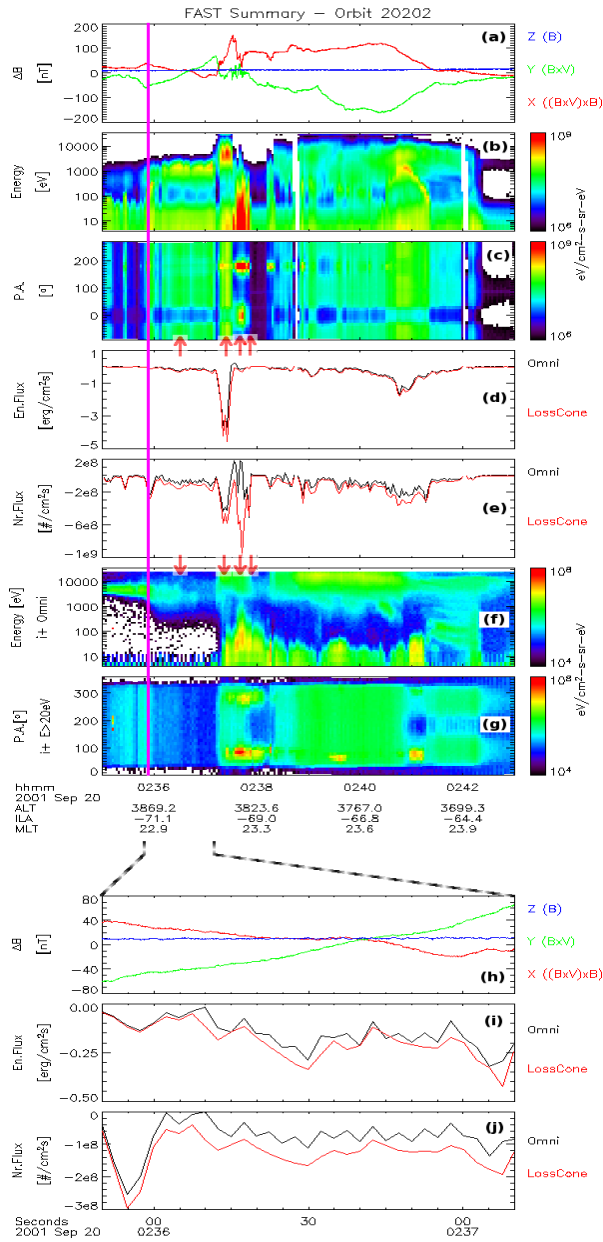 FAST Summary – Orbit 20202
200
100
0
−100
−200
ΔB
[nT]
(a)
Z (B)
Y (BxV)
X ((BxV)xB)
10000
1000
100
10
Energy
[eV]
(b)
10⁹
10⁶
200
100
0
P.A.
[°]
(c)
10⁹
10⁶
eV/cm²−s−sr−eV
1
−1
−3
−5
En.Flux
[erg/cm²s]
(d)
Omni
LossCone
2e8
−2e8
−6e8
−1e9
Nr.Flux
[#/cm²s]
(e)
Omni
LossCone
10000
1000
100
10
Energy [eV]
i+ Omni
(f)
10⁸
10⁴
300
200
100
0
P.A.[°]
i+ E>20eV
(g)
10⁸
10⁴
eV/cm²−s−sr−eV
hhmm 0236 0238 0240 0242
2001 Sep 20
ALT 3869.2 3823.6 3767.0 3699.3
ILA −71.1 −69.0 −66.8 −64.4
MLT 22.9 23.3 23.6 23.9
80
40
0
−40
−80
ΔB
[nT]
(h)
Z (B)
Y (BxV)
X ((BxV)xB)
0.00
−0.25
−0.50
En.Flux
[erg/cm²s]
(i)
Omni
LossCone
0
−1e8
−2e8
−3e8
Nr.Flux
[#/cm²s]
(j)
Omni
LossCone
Seconds 00 30 00
2001 Sep 20 0236 0237